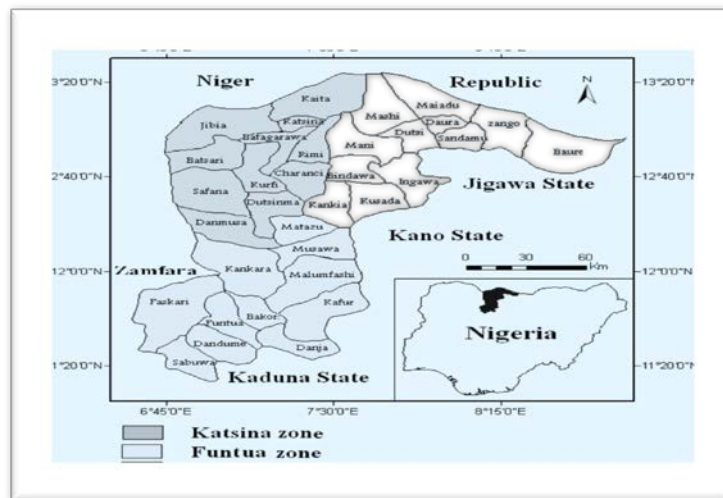 13°20'0"N
Niger
Republic
13°20'0"N
N
Kaita
Maiadu
Mashi
Katsina
Daura
zango
Jibia
Bafagarawa
Dutsi
Sandamu
Rimi
Mani
Baure
Batsari
Charanci
Bindawa
Ingawa
12°40'0"N
Kurfi
Jigawa State
2°40'0"N
Safana
Dutsinma
Kankia
Kusada
Danmusa
Matazu
Kano State
Musawa
Zamfara
Kankara
Malumfashi
0 30 60
Km
12°0'0"N
12°0'0"N
Faskari
Kafur
Bakor
Funtua
Nigeria
Dandume
Danja
Sabuwa
1°20'0"N
Kaduna State
11°20'0"N
6°45'0"E
7°30'0"E
8°15'0"E
Katsina zone
Funtua zone